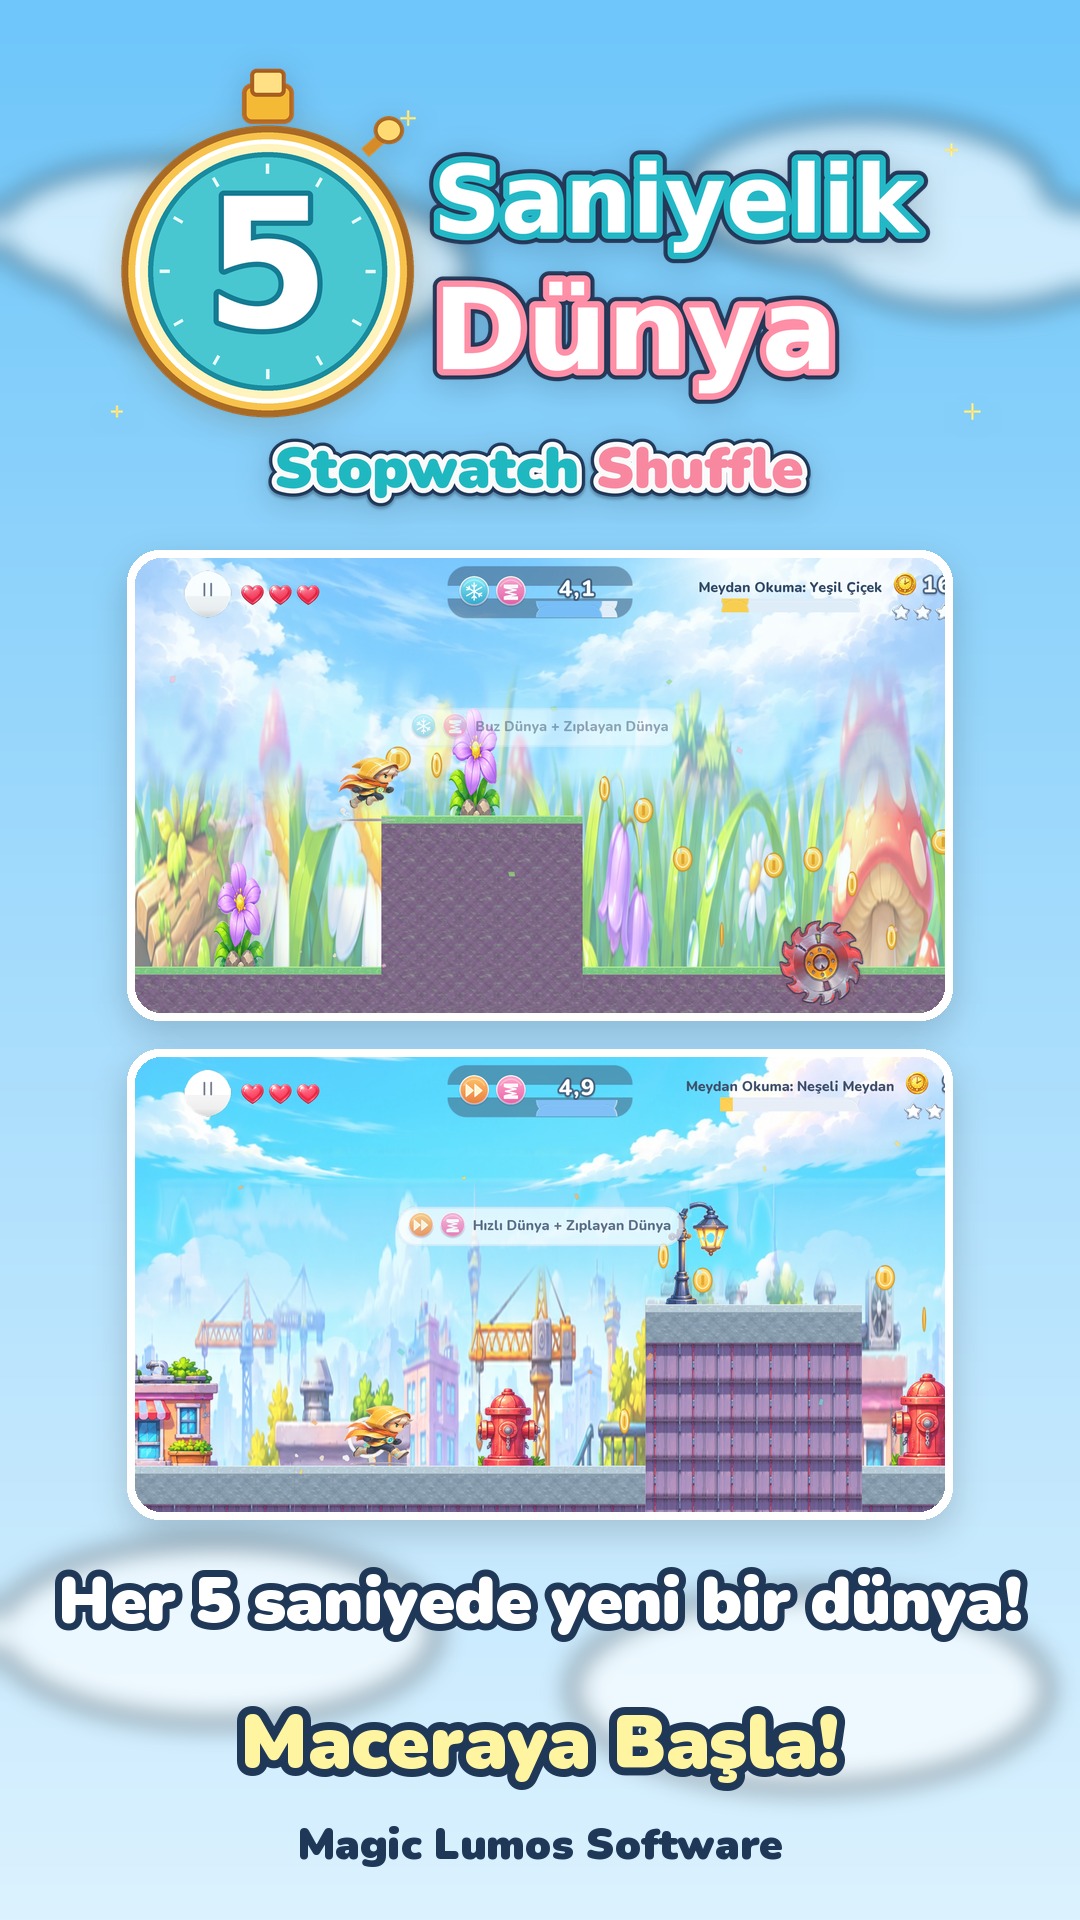 5
Saniyelik
Dünya
Stopwatch Shuffle
4,1
Meydan Okuma: Yeşil Çiçek
Buz Dünya + Zıplayan Dünya
4,9
Meydan Okuma: Neşeli Meydan
Hızlı Dünya + Zıplayan Dünya
Her 5 saniyede yeni bir dünya!
Maceraya Başla!
Magic Lumos Software